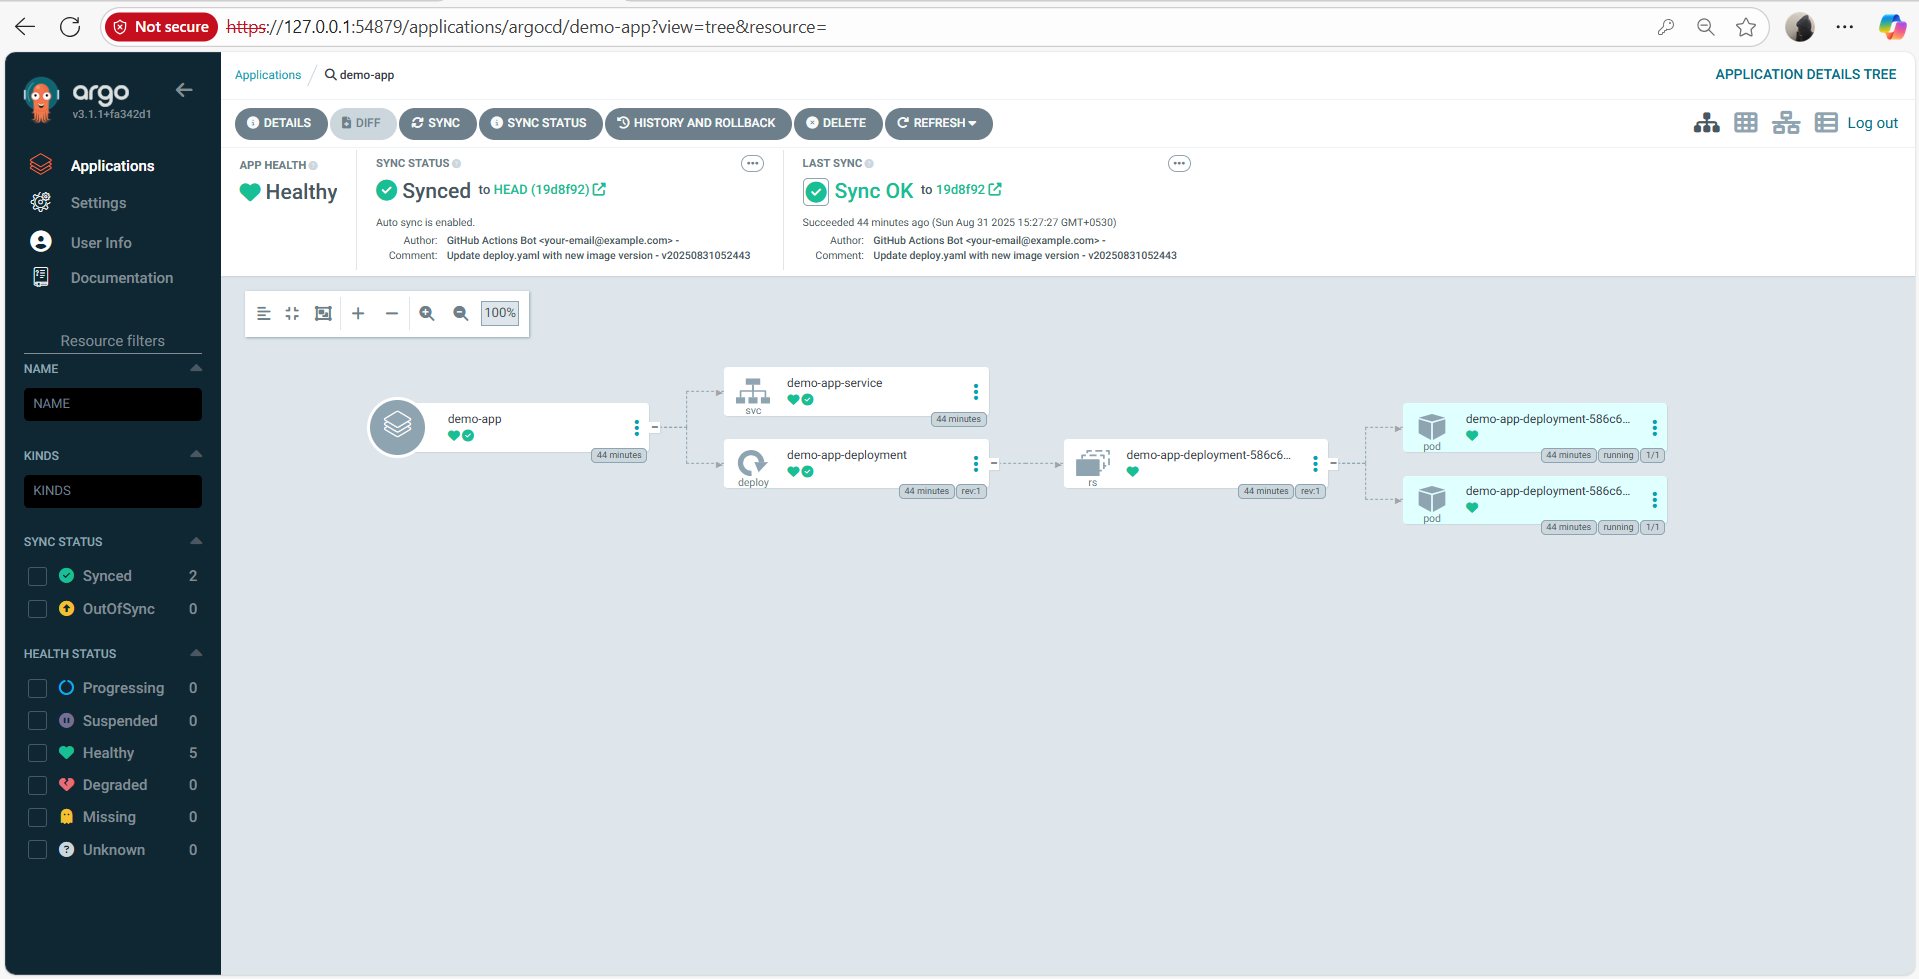 Not secure
https://127.0.0.1:54879/applications/argocd/demo-app?view=tree&resource=
argo
v3.1.1+fa342d1
Applications
Settings
User Info
Documentation
Resource filters
NAME
NAME
KINDS
KINDS
SYNC STATUS
Synced 2
OutOfSync 0
HEALTH STATUS
Progressing 0
Suspended 0
Healthy 5
Degraded 0
Missing 0
Unknown 0
Applications / demo-app
APPLICATION DETAILS TREE
DETAILS DIFF SYNC SYNC STATUS HISTORY AND ROLLBACK DELETE REFRESH
Log out
APP HEALTH
Healthy
SYNC STATUS
Synced to HEAD (19d8f92)
Auto sync is enabled.
Author: GitHub Actions Bot <your-email@example.com> -
Comment: Update deploy.yaml with new image version - v20250831052443
LAST SYNC
Sync OK to 19d8f92
Succeeded 44 minutes ago (Sun Aug 31 2025 15:27:27 GMT+0530)
Author: GitHub Actions Bot <your-email@example.com> -
Comment: Update deploy.yaml with new image version - v20250831052443
100%
demo-app
44 minutes
demo-app-service
svc
44 minutes
demo-app-deployment
deploy
44 minutes rev:1
demo-app-deployment-586c6...
rs
44 minutes rev:1
demo-app-deployment-586c6...
pod
44 minutes running 1/1
demo-app-deployment-586c6...
pod
44 minutes running 1/1